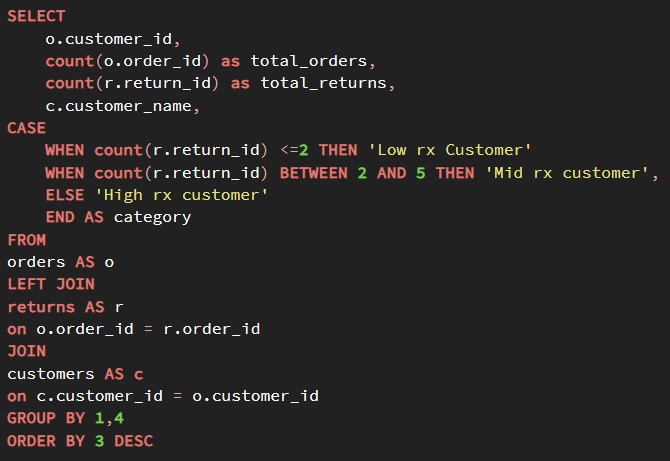 SELECT
o.customer_id,
count(o.order_id) as total_orders,
count(r.return_id) as total_returns,
c.customer_name,
CASE
WHEN count(r.return_id) <=2 THEN 'Low rx Customer'
WHEN count(r.return_id) BETWEEN 2 AND 5 THEN 'Mid rx customer',
ELSE 'High rx customer'
END AS category
FROM
orders AS o
LEFT JOIN
returns AS r
on o.order_id = r.order_id
JOIN
customers AS c
on c.customer_id = o.customer_id
GROUP BY 1,4
ORDER BY 3 DESC